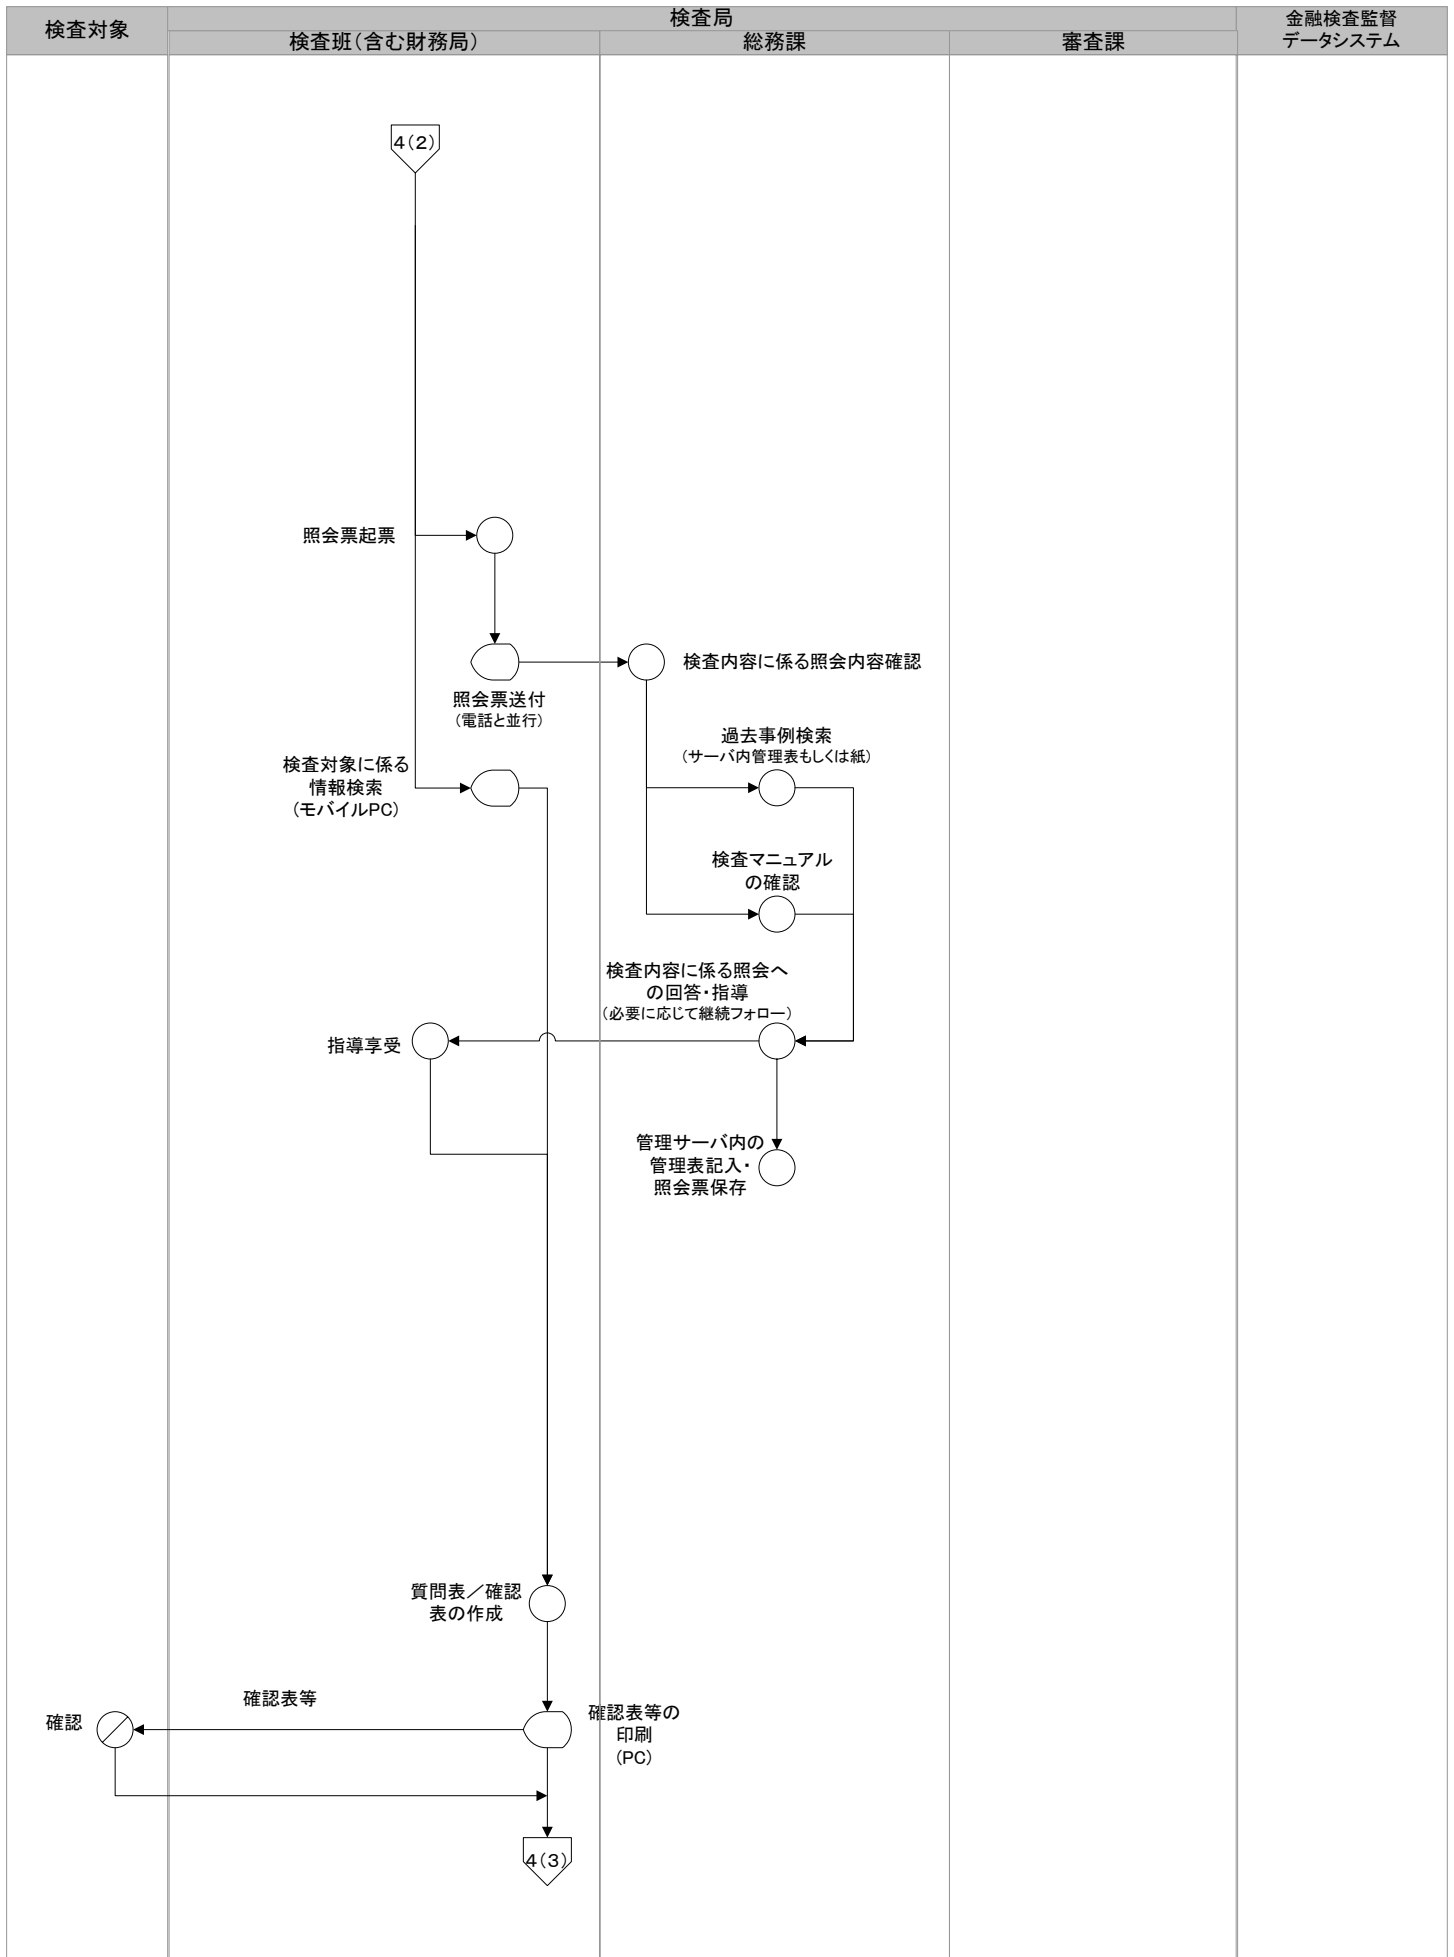 検査対象
検査局
金融検査監督
データシステム
検査班（含む財務局）
総務課
審査課
4（2）
照会票起票
検査内容に係る照会内容確認
照会票送付
（電話と並行）
過去事例検索
（サーバ内管理表もしくは紙）
検査対象に係る
情報検索
（モバイルPC）
検査マニュアル
の確認
検査内容に係る照会へ
の回答・指導
（必要に応じて継続フォロー）
指導享受
管理サーバ内の
管理表記入・
照会票保存
質問表／確認
表の作成
確認表等
確認
確認表等の
印刷
（PC）
4（3）